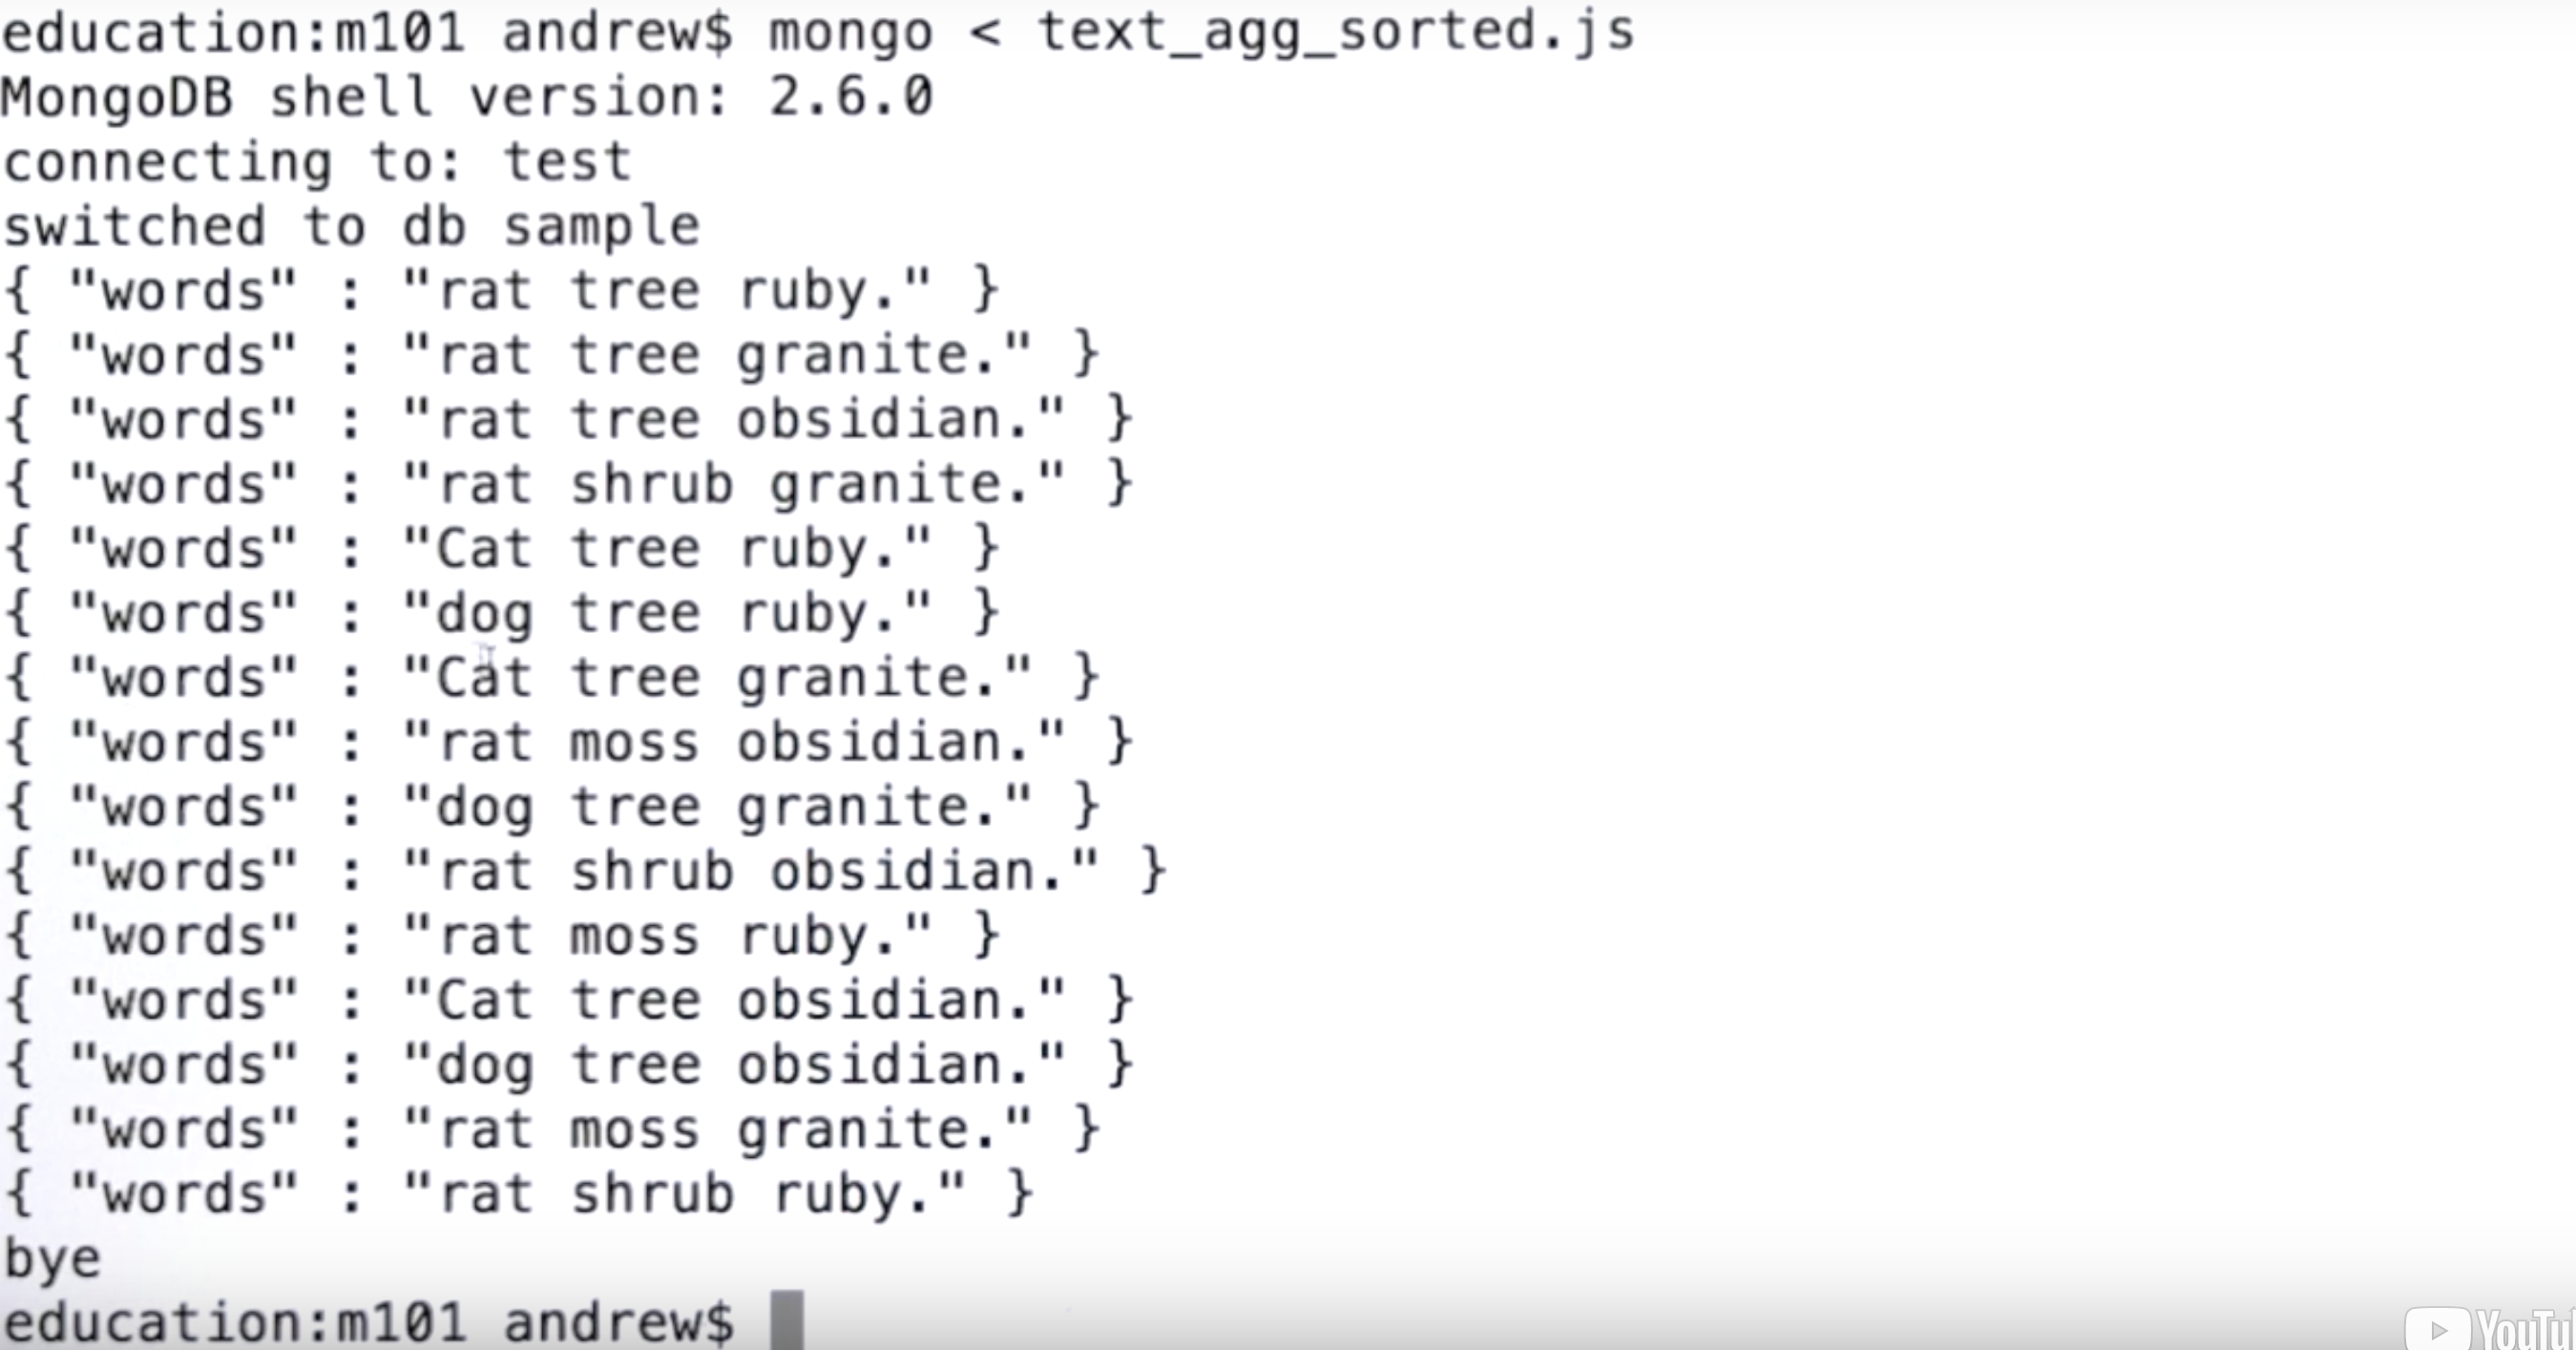 education:m101 andrew$ mongo < text_agg_sorted.js
MongoDB shell version: 2.6.0
connecting to: test
switched to db sample
{ "words" : "rat tree ruby." }
{ "words" : "rat tree granite." }
{ "words" : "rat tree obsidian." }
{ "words" : "rat shrub granite." }
{ "words" : "Cat tree ruby." }
{ "words" : "dog tree ruby." }
{ "words" : "Cat tree granite." }
{ "words" : "rat moss obsidian." }
{ "words" : "dog tree granite." }
{ "words" : "rat shrub obsidian." }
{ "words" : "rat moss ruby." }
{ "words" : "Cat tree obsidian." }
{ "words" : "dog tree obsidian." }
{ "words" : "rat moss granite." }
{ "words" : "rat shrub ruby." }
bye
education:m101 andrew$